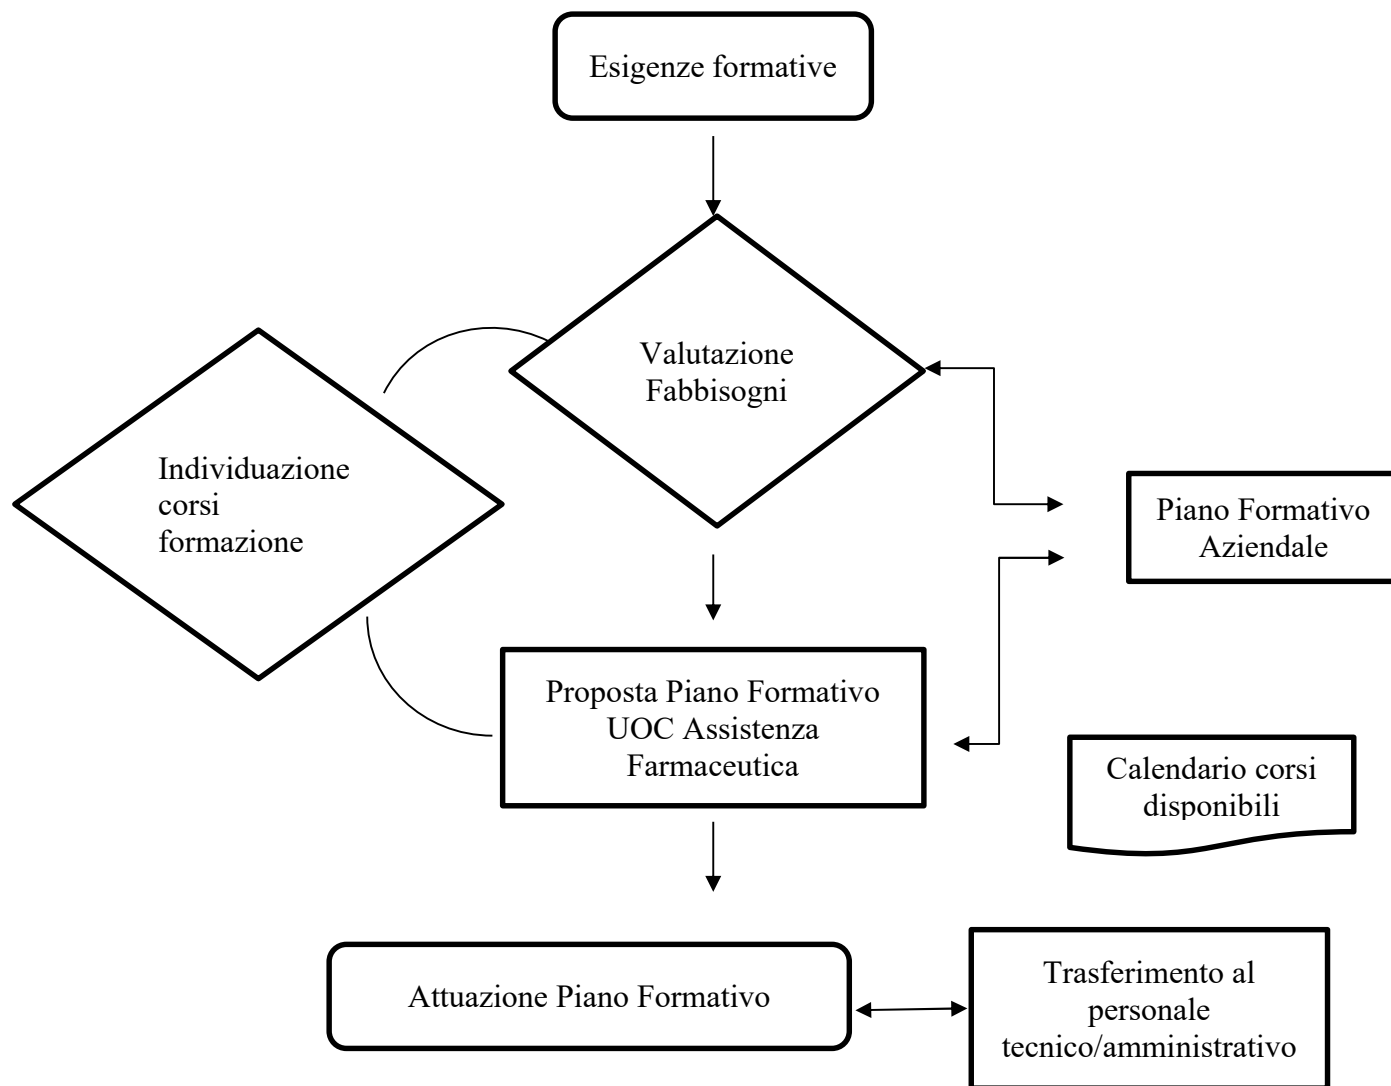 Esigenze formative
Valutazione
Fabbisogni
Individuazione
corsi
formazione
Piano Formativo
Aziendale
Proposta Piano Formativo
UOC Assistenza
Farmaceutica
Calendario corsi
disponibili
Attuazione Piano Formativo
Trasferimento al
personale
tecnico/amministrativo